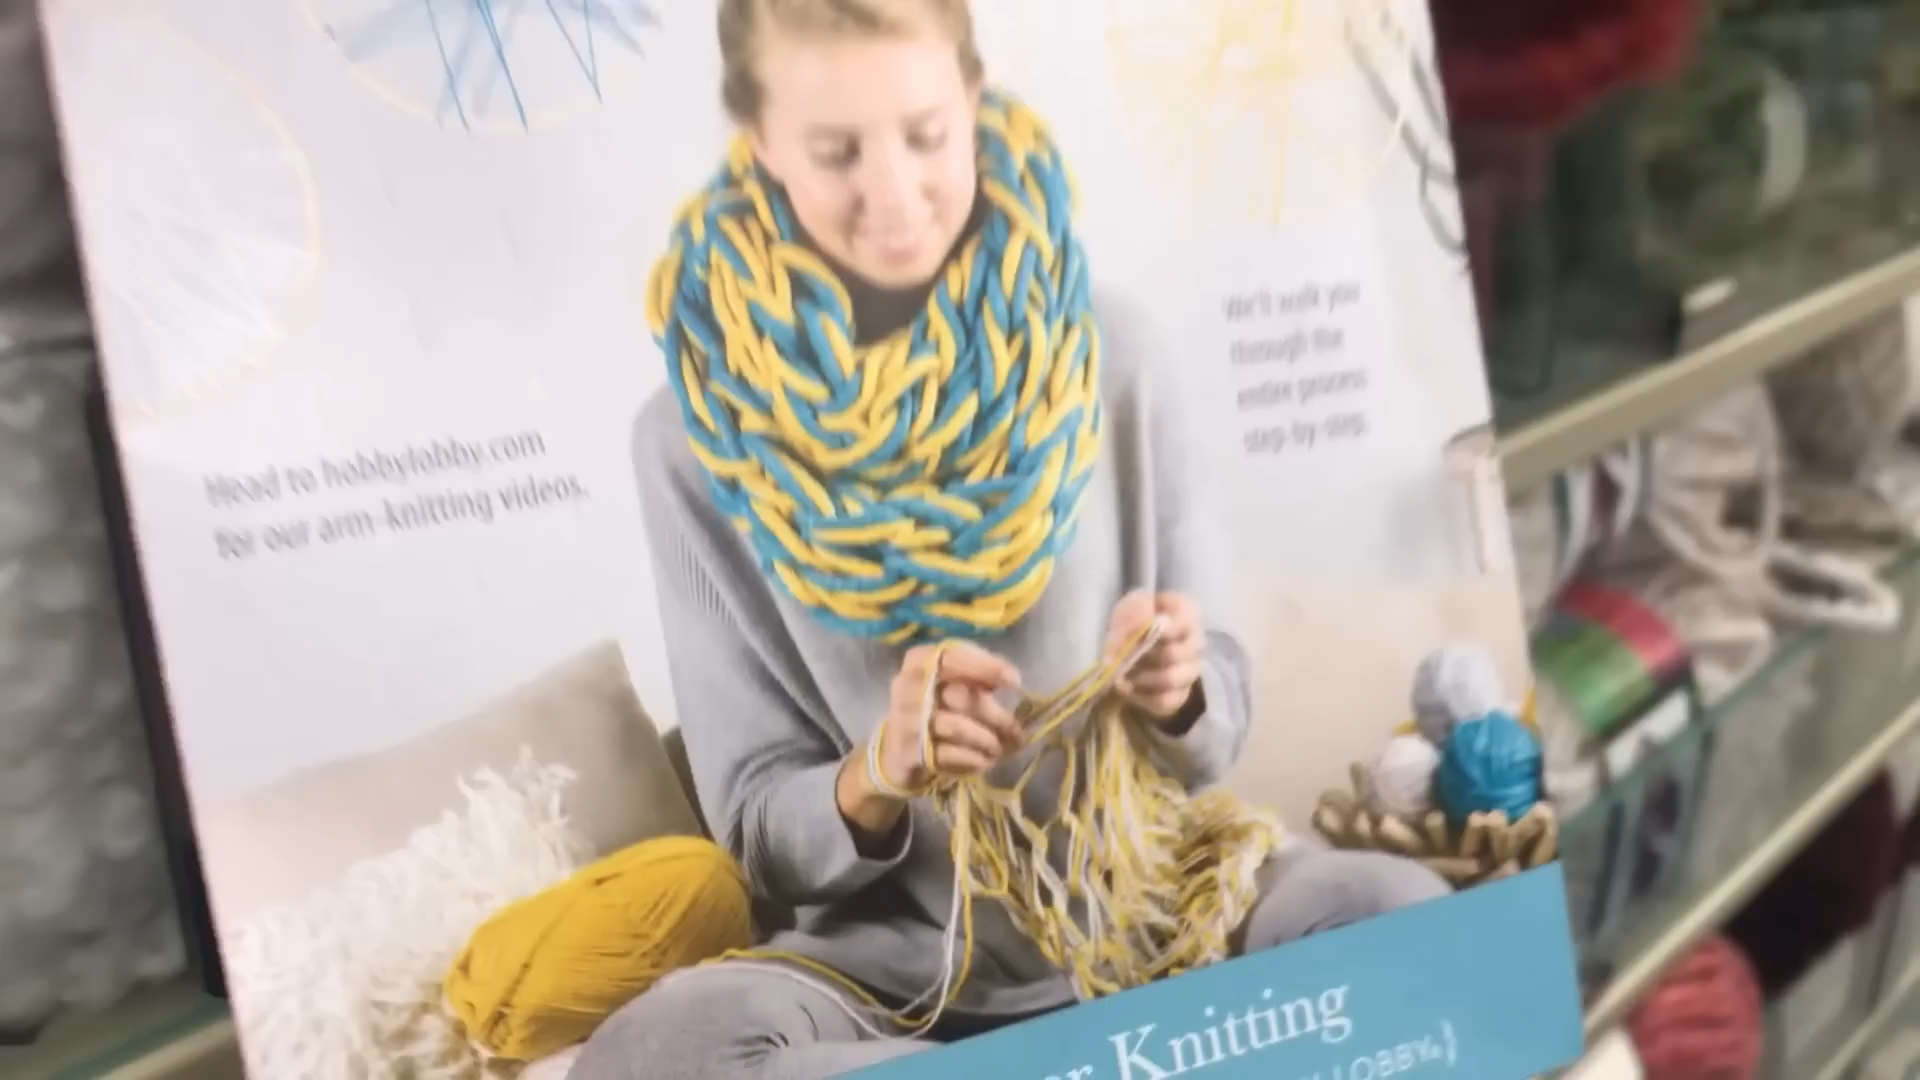 Head to hobbylobby.com
for our arm-knitting videos.
We'll walk you
through the
entire process
step-by-step.
Knitting
LOBBY®}